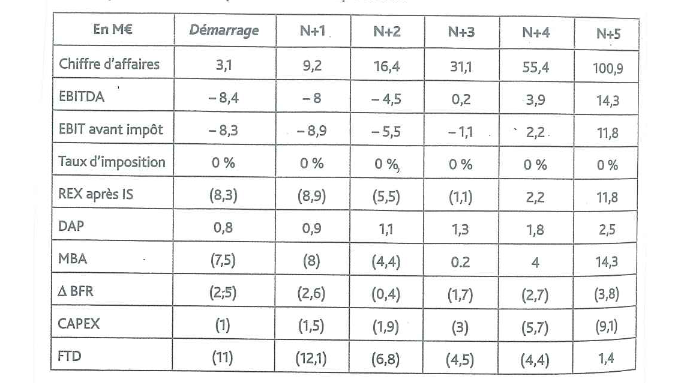 En M€ Démarrage N+1 N+2 N+3 N+4 N+5
Chiffre d'affaires 3,1 9,2 16,4 31,1 55,4 100,9
EBITDA – 8,4 – 8 – 4,5 0,2 3,9 14,3
EBIT avant impôt – 8,3 – 8,9 – 5,5 – 1,1 2,2 11,8
Taux d'imposition 0 % 0 % 0 % 0 % 0 % 0 %
REX après IS (8,3) (8,9) (5,5) (1,1) 2,2 11,8
DAP 0,8 0,9 1,1 1,3 1,8 2,5
MBA (7,5) (8) (4,4) 0.2 4 14,3
Δ BFR (2,5) (2,6) (0,4) (1,7) (2,7) (3,8)
CAPEX (1) (1,5) (1,9) (3) (5,7) (9,1)
FTD (11) (12,1) (6,8) (4,5) (4,4) 1,4